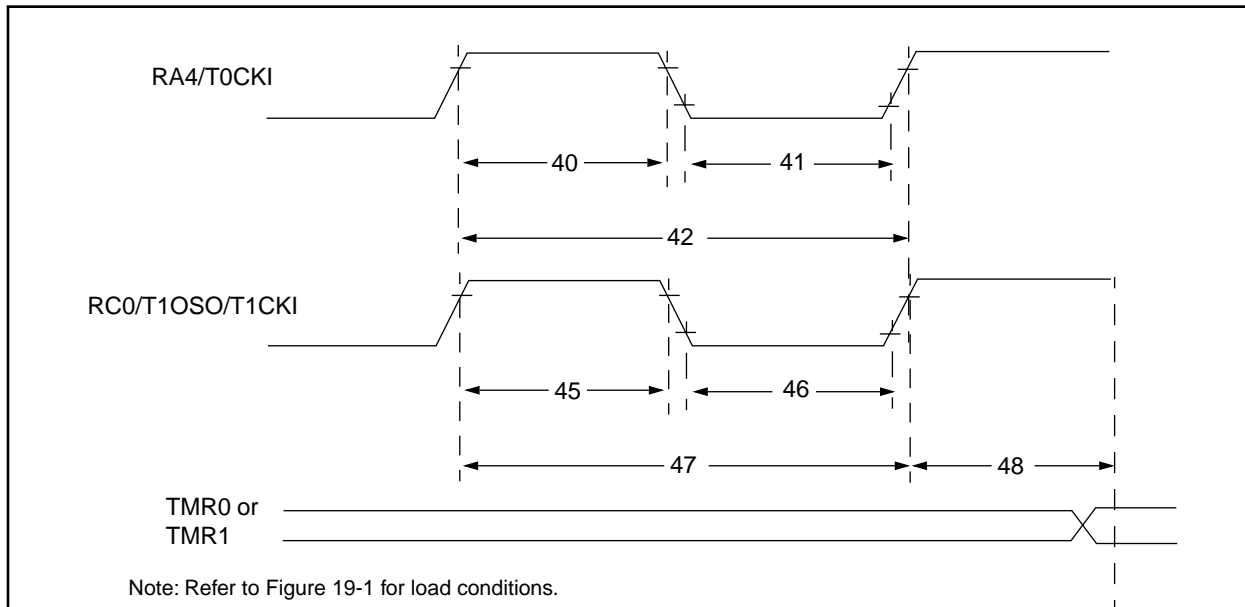 RA4/T0CKI
40
41
42
RC0/T1OSO/T1CKI
45
46
47
48
TMR0 or
TMR1
Note: Refer to Figure 19-1 for load conditions.